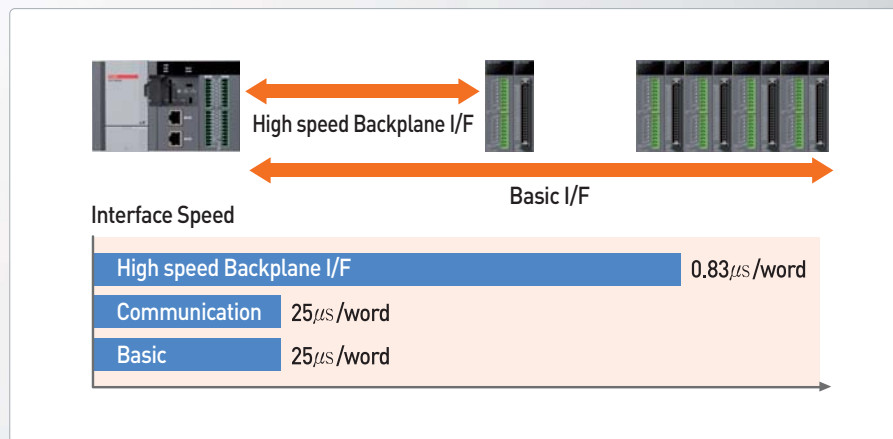 High speed Backplane I/F
Basic I/F
Interface Speed
High speed Backplane I/F 0.83μs/word
Communication 25μs/word
Basic 25μs/word